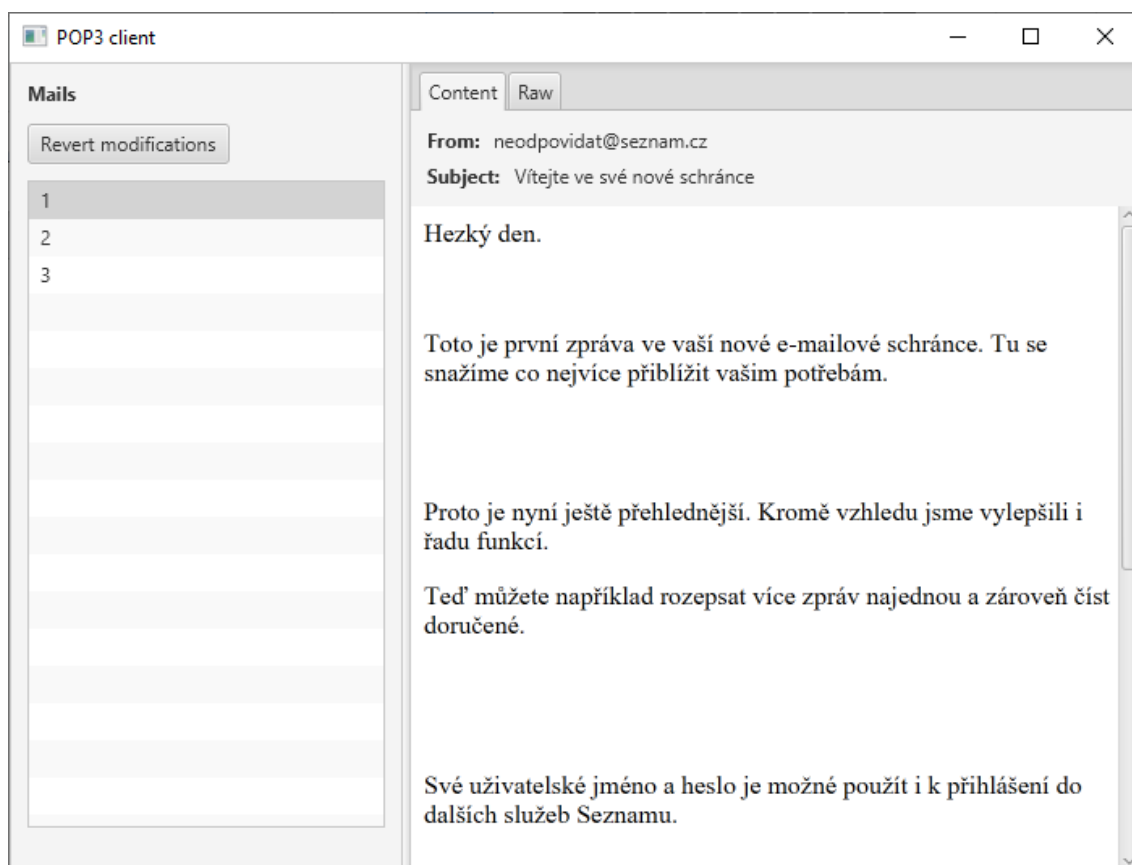 POP3 client
Mails
Revert modifications
1
2
3
Content Raw
From: neodpovidat@seznam.cz
Subject: Vítejte ve své nové schránce
Hezký den.
Toto je první zpráva ve vaší nové e-mailové schránce. Tu se
snažíme co nejvíce přiblížit vašim potřebám.
Proto je nyní ještě přehlednější. Kromě vzhledu jsme vylepšili i
řadu funkcí.
Teď můžete například rozepsat více zpráv najednou a zároveň číst
doručené.
Své uživatelské jméno a heslo je možné použít i k přihlášení do
dalších služeb Seznamu.